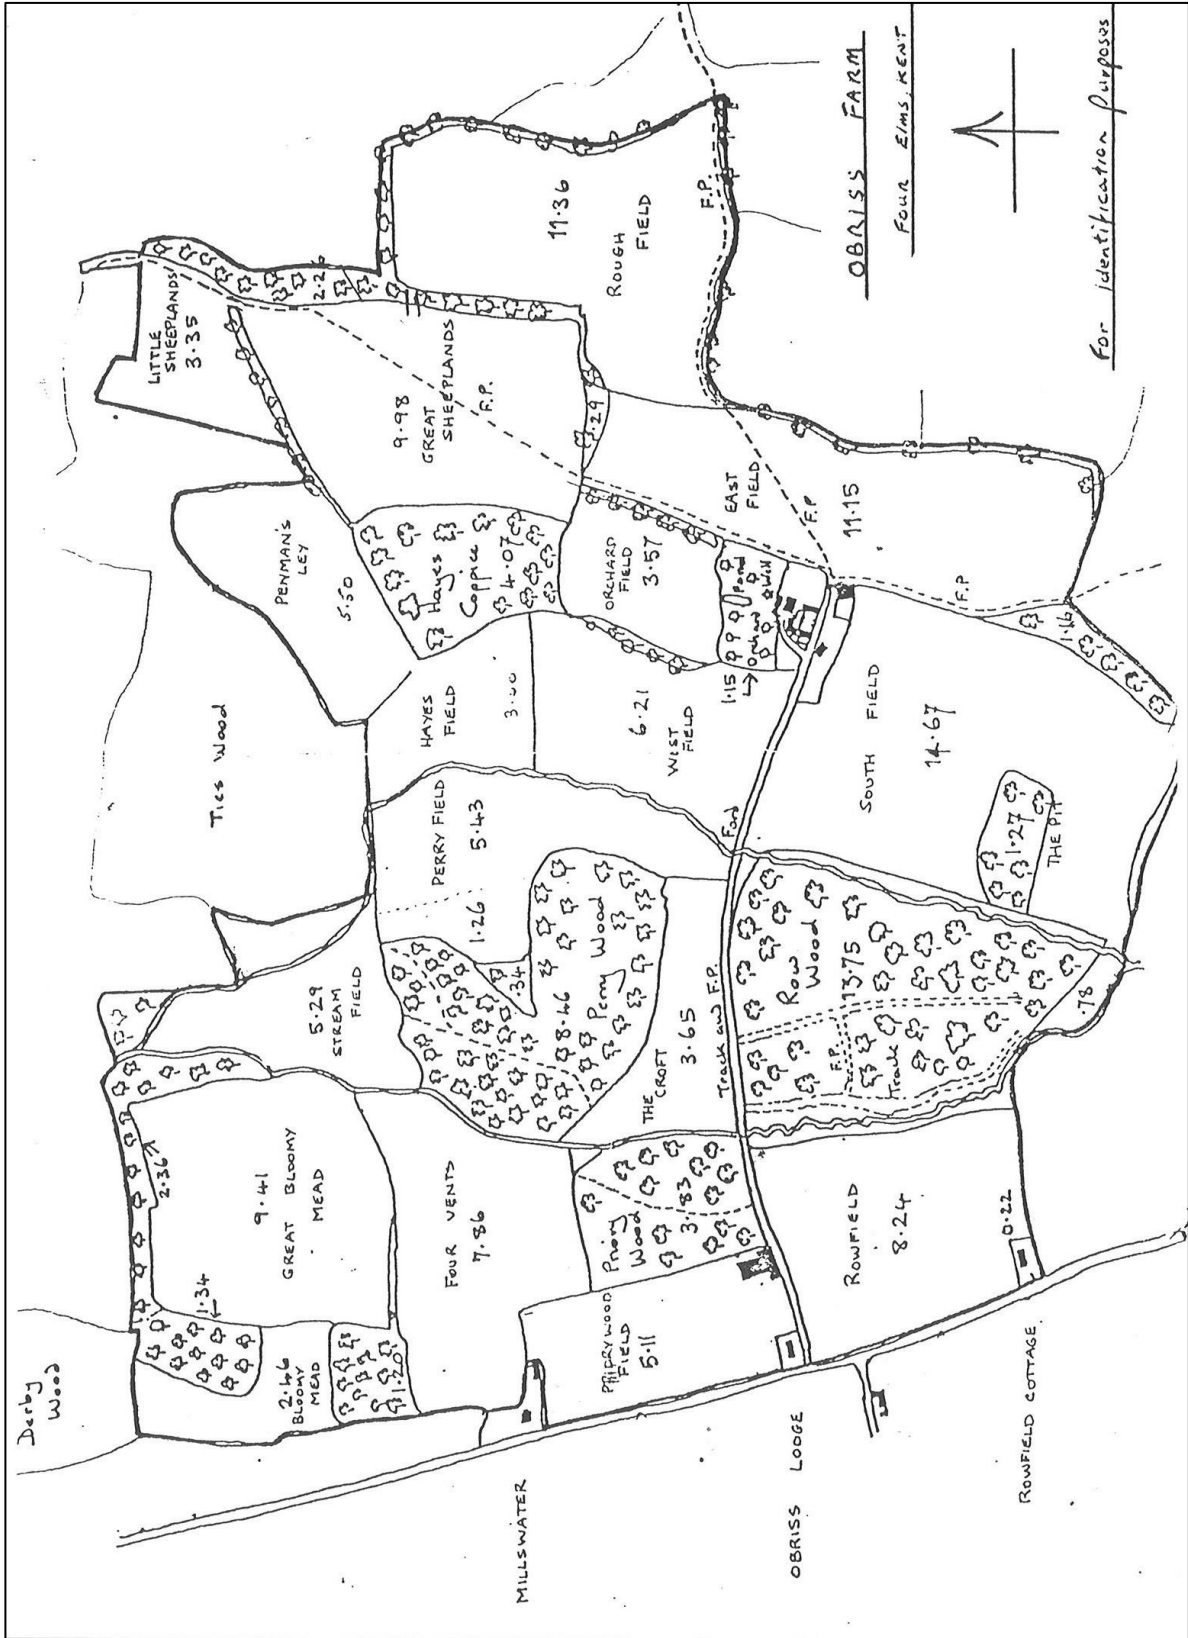 Derby
Wood
LITTLE
SHEEPLANDS
3.35
2.26
PENMAN'S
LEY
5.50
Ties Wood
9.98
GREAT
SHEEPLANDS
F.P.
11.36
ROUGH
FIELD
F.P.
Hayes
Coppice
4.07
.29
HAYES
FIELD
ORCHARD
FIELD
3.57
EAST
FIELD
F.P
11.15
F.P
Pond
Orchard
1.15
6.21
WEST
FIELD
PERRY FIELD
5.43
1.26
.34
8.46
Perry Wood
5.29
STREAM
FIELD
2.36
9.41
GREAT BLOOMY
MEAD
1.34
2.46
BLOOMY
MEAD
1.20
FOUR VENTS
7.86
THE
CROFT
3.65
Track and F.P.
Ford
SOUTH
FIELD
14.67
1.16
1.27
THE PIT
Row
Wood
13.75
F.P.
Track
.78
Priory
Wood
3.83
FIELD
5.11
ROWFIELD
8.24
0.22
MILLSWATER
OBRISS LODGE
ROWFIELD COTTAGE
OBRISS FARM
FOUR ELMS, KENT
For identification Purposes